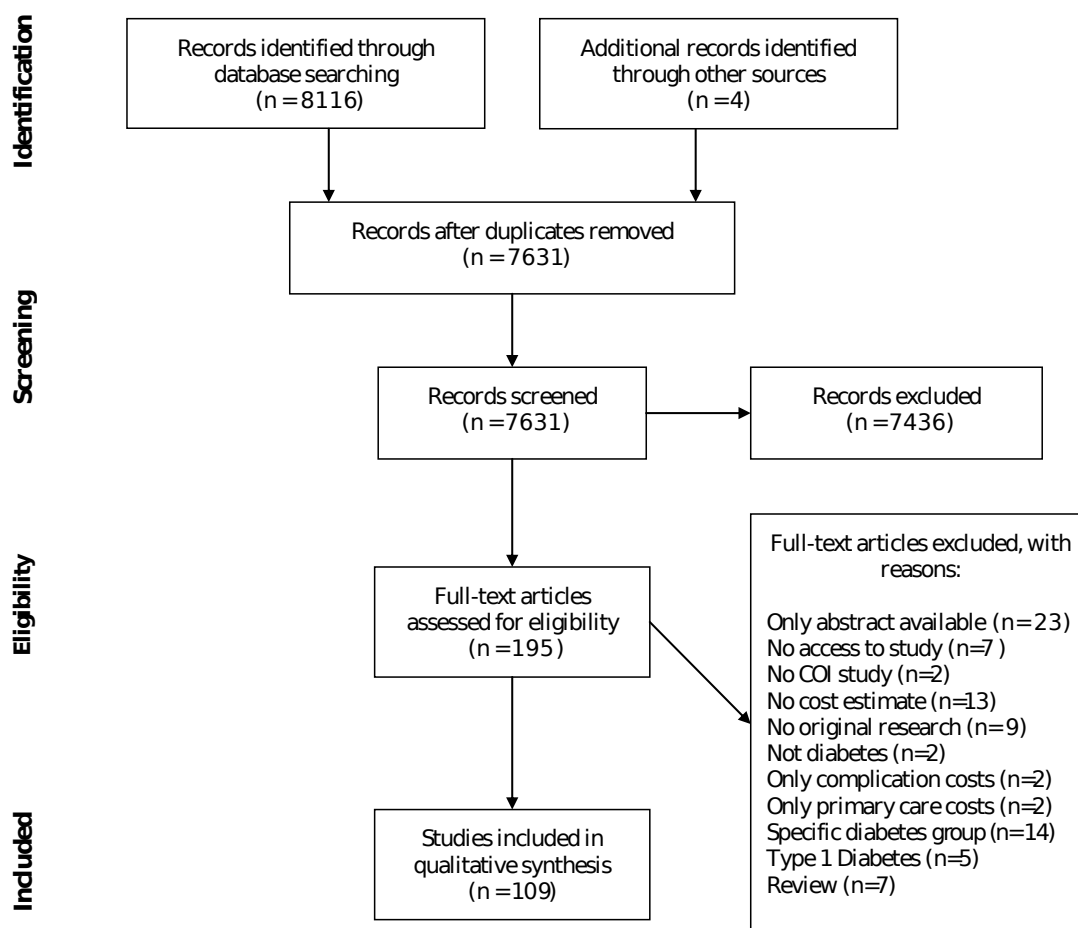 Identification
Records identified through
database searching
(n = 8116)
Additional records identified
through other sources
(n = 4)
Records after duplicates removed
(n = 7631)
Screening
Records screened
(n = 7631)
Records excluded
(n = 7436)
Eligibility
Full-text articles
assessed for eligibility
(n = 195)
Full-text articles excluded, with
reasons:
Only abstract available (n = 23)
No access to study (n=7 )
No COI study (n=2)
No cost estimate (n=13)
No original research (n= 9)
Not diabetes (n=2)
Only complication costs (n=2)
Only primary care costs (n=2)
Specific diabetes group (n=14)
Type 1 Diabetes (n=5)
Review (n=7)
Included
Studies included in
qualitative synthesis
(n = 109)